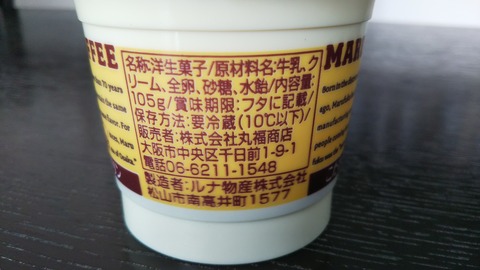 FFEE
名称:洋生菓子/原材料名:牛乳、ク
リーム、全卵、砂糖、水飴/内容量:
105g/賞味期限:フタに記載/
保存方法:要冷蔵(10℃以下)/
販売者:株式会社丸福商店
大阪市中央区千日前1-9-1
電話06-6211-1548
製造者:ルナ物産株式会社
松山市南高井町1577
MAR
Born in the